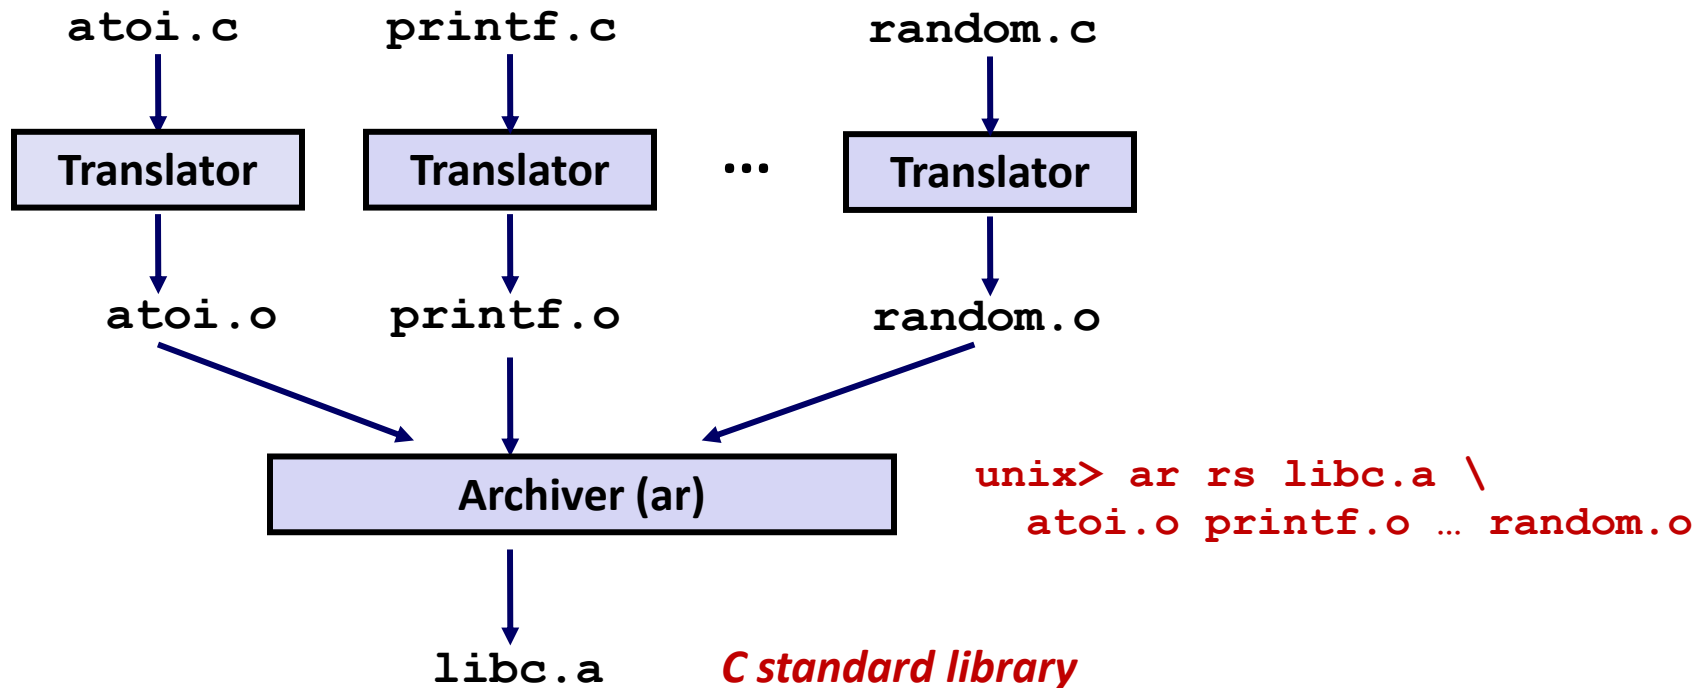 atoi.c printf.c random.c
Translator Translator ... Translator
atoi.o printf.o random.o
Archiver (ar)
unix> ar rs libc.a \
atoi.o printf.o … random.o
libc.a C standard library